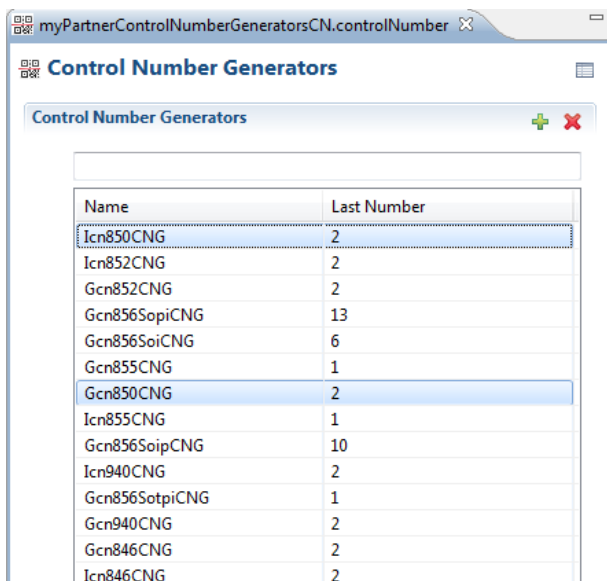 myPartnerControlNumberGeneratorsCN.controlNumber
Control Number Generators
Control Number Generators
Name Last Number
Icn850CNG 2
Icn852CNG 2
Gcn852CNG 2
Gcn856SopiCNG 13
Gcn856SoiCNG 6
Gcn855CNG 1
Gcn850CNG 2
Icn855CNG 1
Gcn856SoipCNG 10
Icn940CNG 2
Gcn856SotpiCNG 1
Gcn940CNG 2
Gcn846CNG 2
Icn846CNG 2